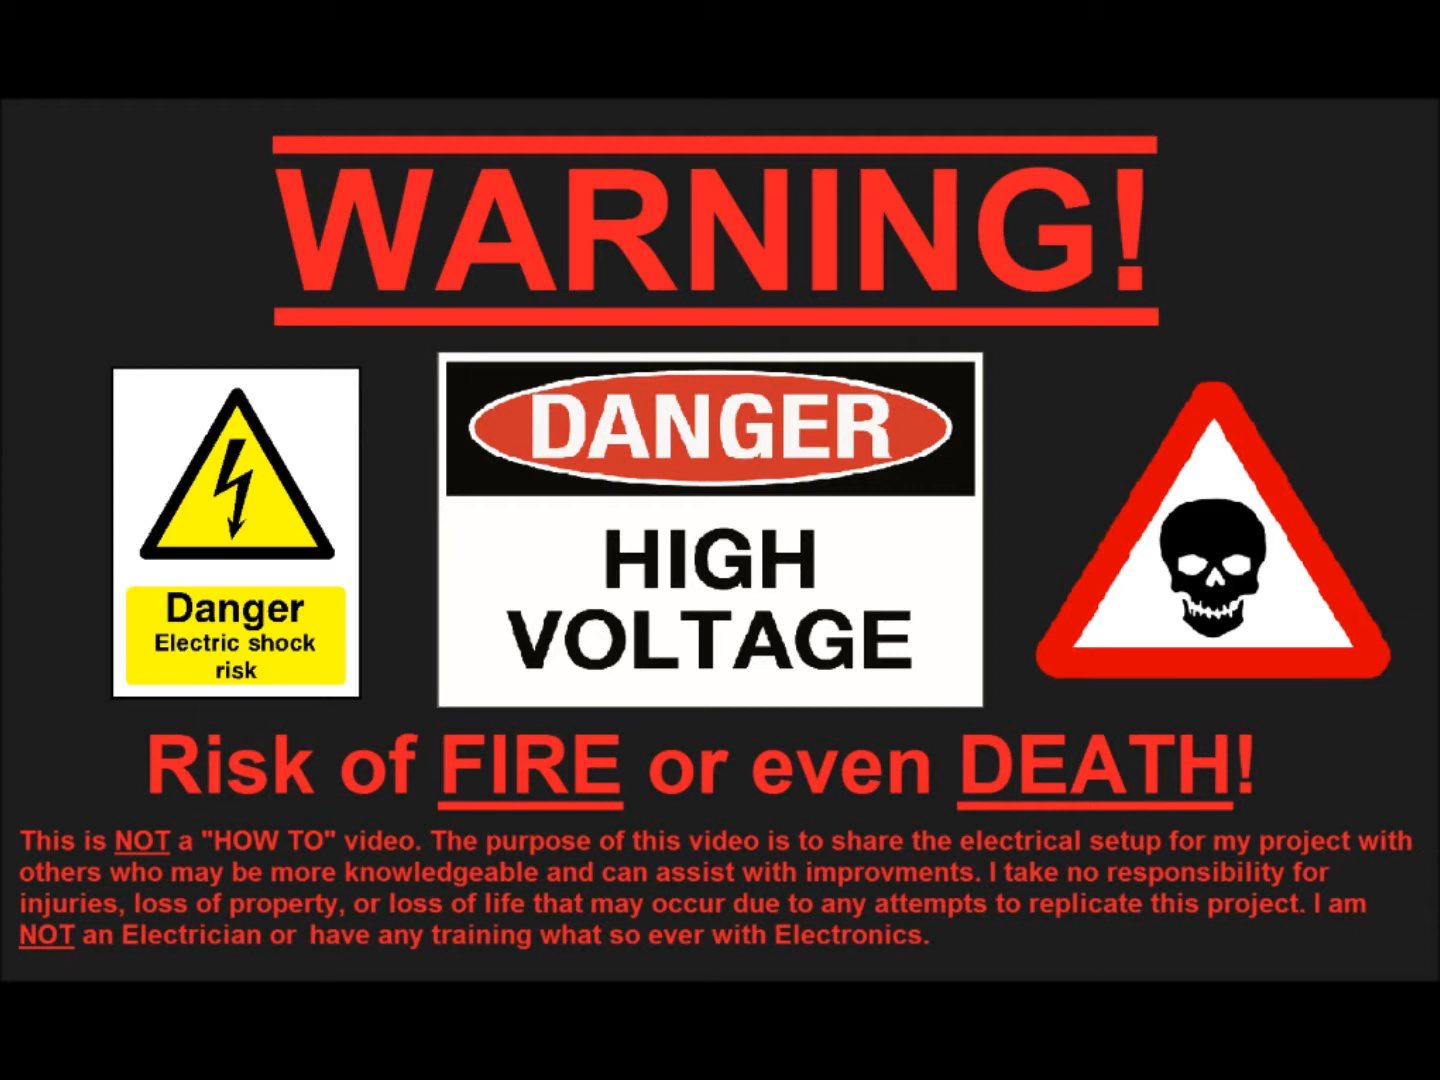 WARNING!
DANGER
HIGH
VOLTAGE
Danger
Electric shock
risk
Risk of FIRE or even DEATH!
This is NOT a "HOW TO" video. The purpose of this video is to share the electrical setup for my project with
others who may be more knowledgeable and can assist with improvments. I take no responsibility for
injuries, loss of property, or loss of life that may occur due to any attempts to replicate this project. I am
NOT an Electrician or have any training what so ever with Electronics.